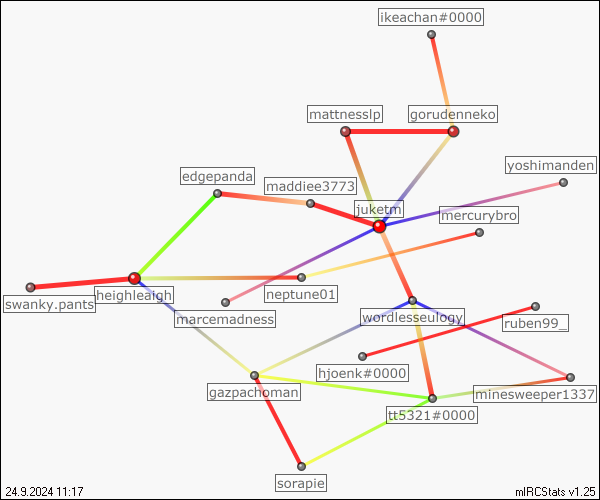 ikeachan#0000
mattnesslp
gorudenneko
yoshimanden
edgepanda
maddiee3773
juketm
mercurybro
swanky.pants
heighleaigh
neptune01
marcemadness
wordlesseulogy
ruben99_
hjoenk#0000
gazpachoman
minesweeper1337
tt5321#0000
sorapie
24.9.2024 11:17
mIRCStats v1.25